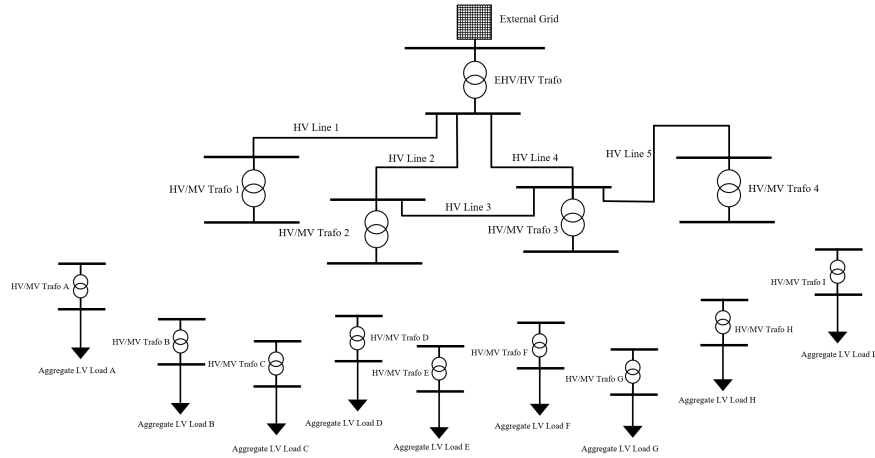 External Grid
EHV/HV Trafo
HV Line 1
HV Line 2
HV Line 4
HV Line 5
HV/MV Trafo 1
HV/MV Trafo 4
HV Line 3
HV/MV Trafo 2
HV/MV Trafo 3
HV/MV Trafo A
HV/MV Trafo I
HV/MV Trafo B
HV/MV Trafo D
HV/MV Trafo H
HV/MV Trafo C
HV/MV Trafo F
HV/MV Trafo E
HV/MV Trafo G
Aggregate LV Load A
Aggregate LV Load I
Aggregate LV Load B
Aggregate LV Load D
Aggregate LV Load H
Aggregate LV Load C
Aggregate LV Load E
Aggregate LV Load F
Aggregate LV Load G